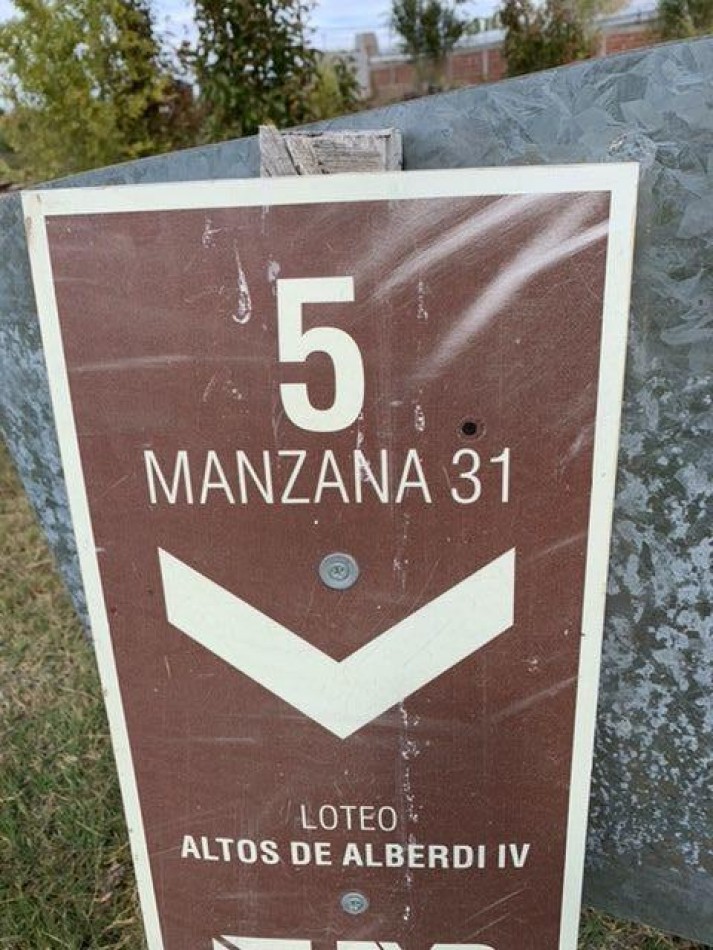 5
MANZANA 31
LOTEO
ALTOS DE ALBERDI IV